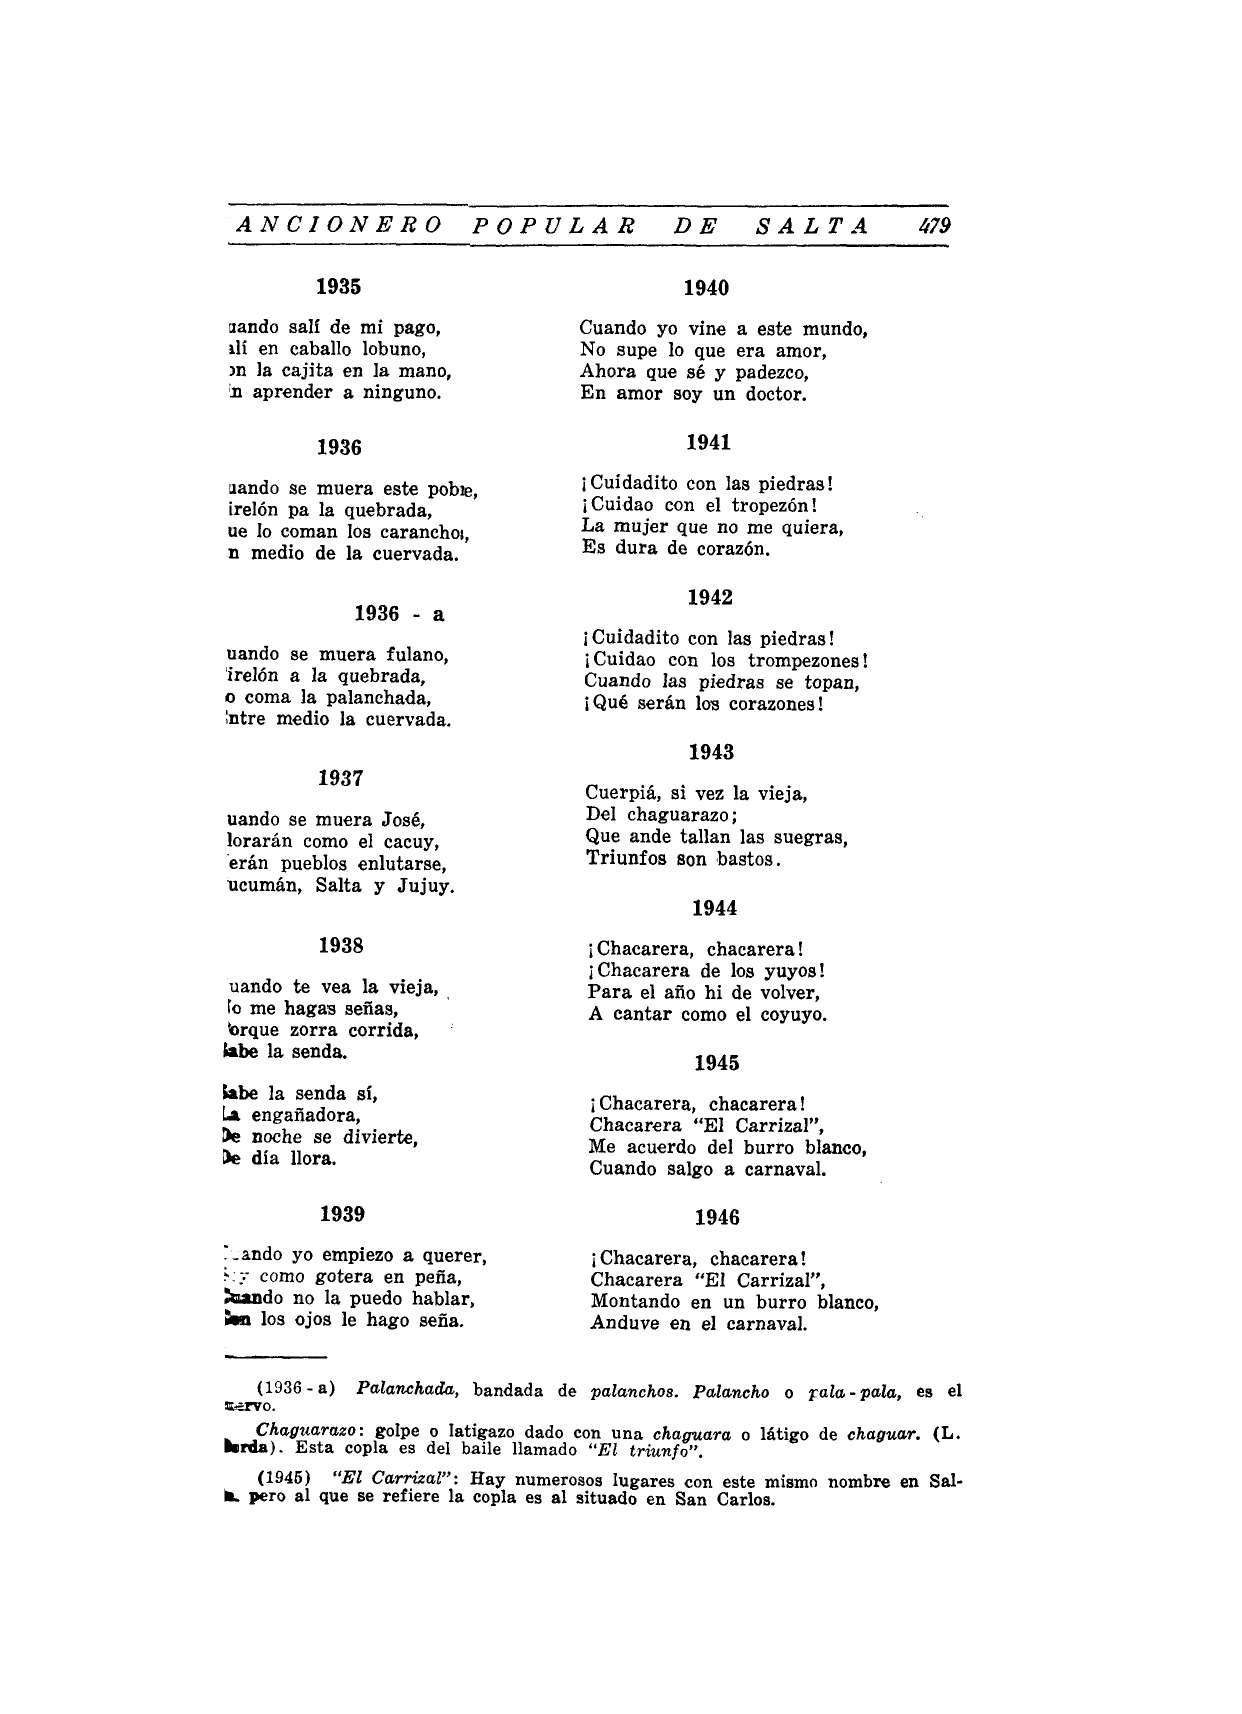 ANCIONERO POPULAR DE SALTA 479
1935
uando salí de mi pago,
alí en caballo lobuno,
on la cajita en la mano,
in aprender a ninguno.
1936
uando se muera este pobre,
irelón pa la quebrada,
ue lo coman los caranchos,
n medio de la cuervada.
1936 - a
uando se muera fulano,
irelón a la quebrada,
o coma la palanchada,
ntre medio la cuervada.
1937
uando se muera José,
lorarán como el cacuy,
erán pueblos enlutarse,
ucumán, Salta y Jujuy.
1938
uando te vea la vieja,
o me hagas señas,
orque zorra corrida,
Sabe la senda.
Sabe la senda sí,
La engañadora,
De noche se divierte,
De día llora.
1939
ando yo empiezo a querer,
como gotera en peña,
Cuando no la puedo hablar,
Con los ojos le hago seña.
1940
Cuando yo vine a este mundo,
No supe lo que era amor,
Ahora que sé y padezco,
En amor soy un doctor.
1941
¡Cuidadito con las piedras!
¡Cuidao con el tropezón!
La mujer que no me quiera,
Es dura de corazón.
1942
¡Cuidadito con las piedras!
¡Cuidao con los trompezones!
Cuando las piedras se topan,
¡Qué serán los corazones!
1943
Cuerpiá, si vez la vieja,
Del chaguarazo;
Que ande tallan las suegras,
Triunfos son bastos.
1944
¡Chacarera, chacarera!
¡Chacarera de los yuyos!
Para el año hi de volver,
A cantar como el coyuyo.
1945
¡Chacarera, chacarera!
Chacarera “El Carrizal”,
Me acuerdo del burro blanco,
Cuando salgo a carnaval.
1946
¡Chacarera, chacarera!
Chacarera “El Carrizal”,
Montando en un burro blanco,
Anduve en el carnaval.
(1936 - a) Palanchada, bandada de palanchos. Palancho o pala - pala, es el
cuervo.
Chaguarazo: golpe o latigazo dado con una chaguara o látigo de chaguar. (L.
). Esta copla es del baile llamado “El triunfo”.
(1945) “El Carrizal”: Hay numerosos lugares con este mismo nombre en Sal-
ta, pero al que se refiere la copla es al situado en San Carlos.